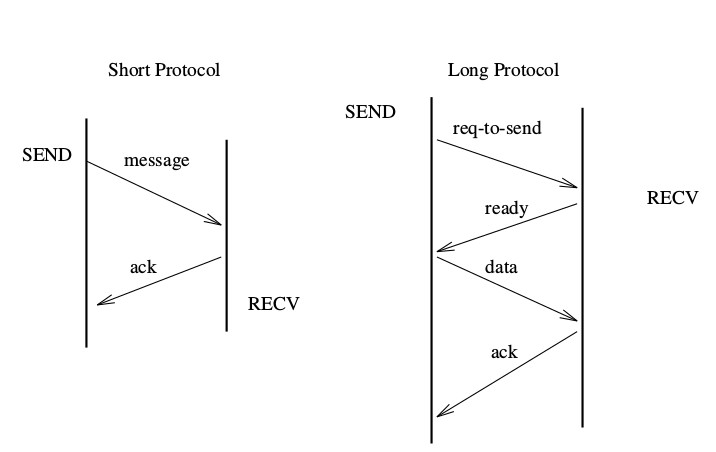 Short Protocol
SEND
message
ack
RECV
Long Protocol
SEND
req-to-send
RECV
ready
data
ack